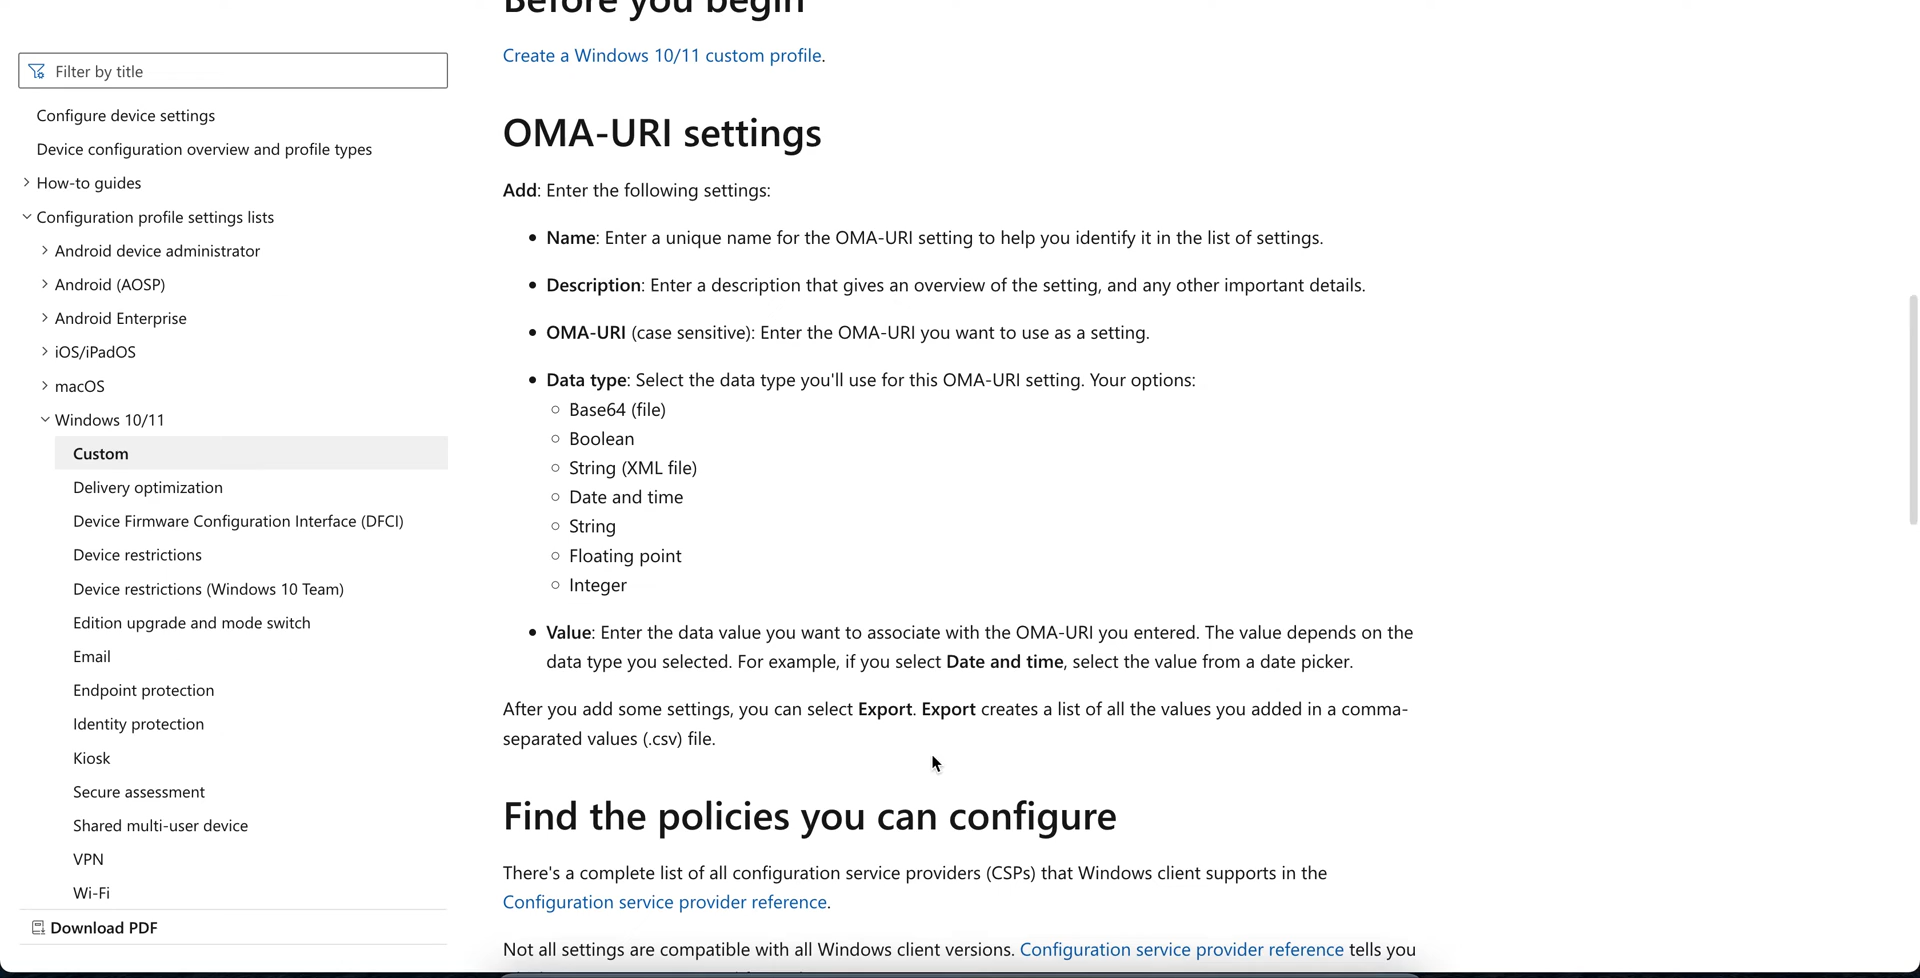 Filter by title
Configure device settings
Device configuration overview and profile types
How-to guides
Configuration profile settings lists
Android device administrator
Android (AOSP)
Android Enterprise
iOS/iPadOS
macOS
Windows 10/11
Custom
Delivery optimization
Device Firmware Configuration Interface (DFCI)
Device restrictions
Device restrictions (Windows 10 Team)
Edition upgrade and mode switch
Email
Endpoint protection
Identity protection
Kiosk
Secure assessment
Shared multi-user device
VPN
Wi-Fi
Download PDF
Before you begin
Create a Windows 10/11 custom profile.
OMA-URI settings
Add: Enter the following settings:
• Name: Enter a unique name for the OMA-URI setting to help you identify it in the list of settings.
• Description: Enter a description that gives an overview of the setting, and any other important details.
• OMA-URI (case sensitive): Enter the OMA-URI you want to use as a setting.
• Data type: Select the data type you'll use for this OMA-URI setting. Your options:
○ Base64 (file)
○ Boolean
○ String (XML file)
○ Date and time
○ String
○ Floating point
○ Integer
• Value: Enter the data value you want to associate with the OMA-URI you entered. The value depends on the
data type you selected. For example, if you select Date and time, select the value from a date picker.
After you add some settings, you can select Export. Export creates a list of all the values you added in a comma-
separated values (.csv) file.
Find the policies you can configure
There's a complete list of all configuration service providers (CSPs) that Windows client supports in the
Configuration service provider reference.
Not all settings are compatible with all Windows client versions. Configuration service provider reference tells you